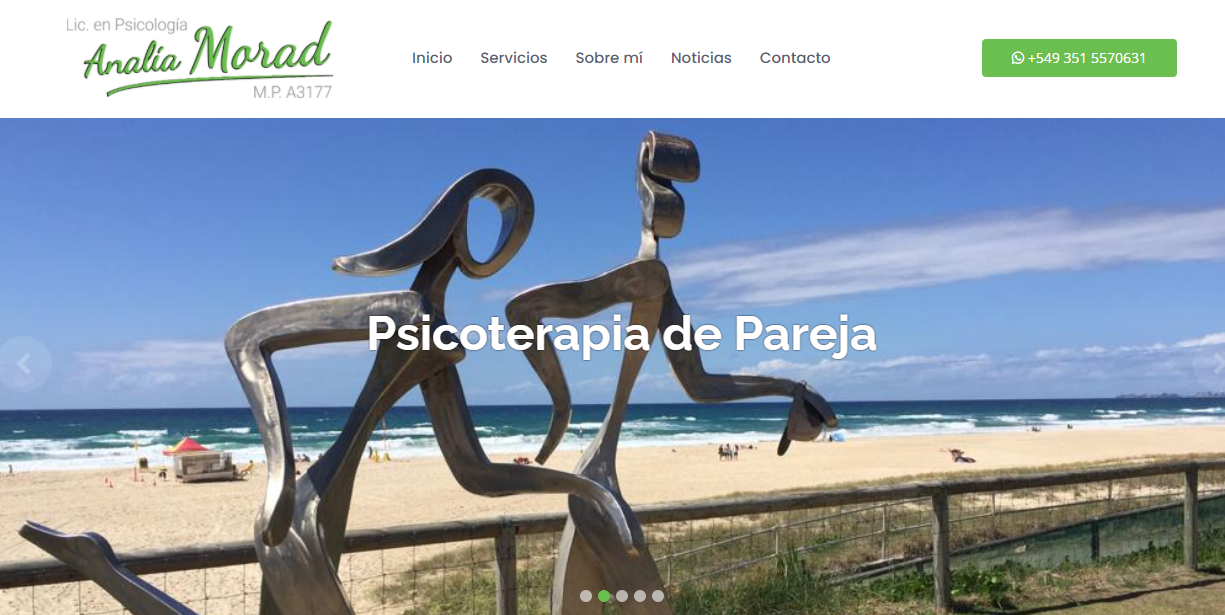 Lic. en Psicología
Analía Morad
M.P. A3177
Inicio Servicios Sobre mí Noticias Contacto
+549 351 5570631
Psicoterapia de Pareja